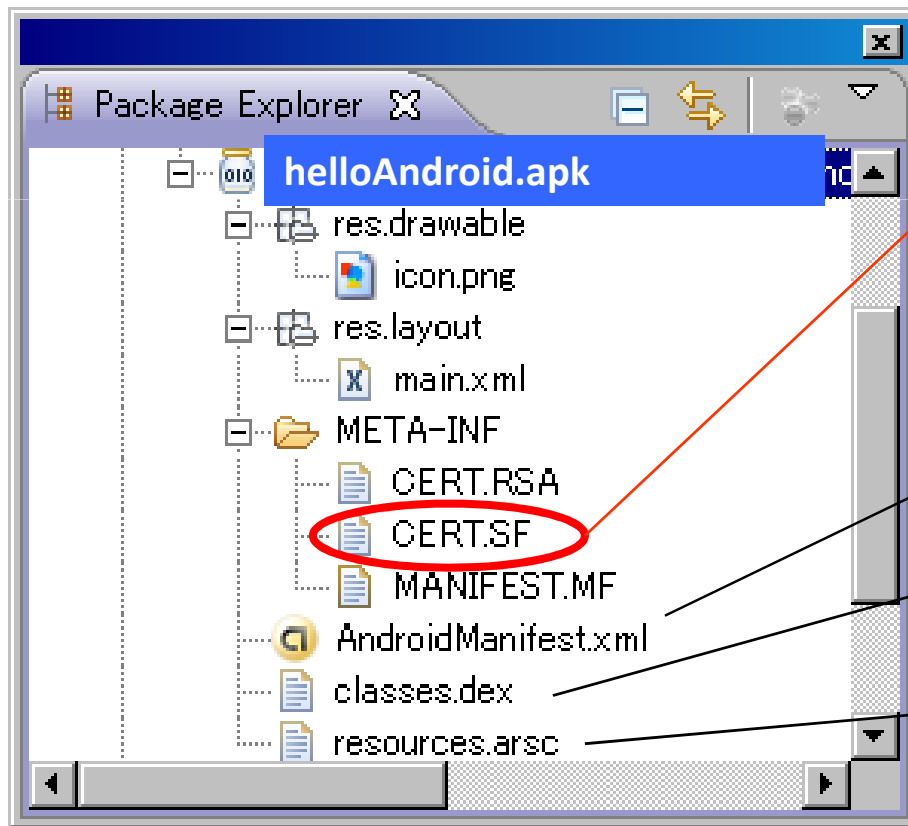 Package Explorer
helloAndroid.apk
res.drawable
icon.png
res.layout
main.xml
META-INF
CERT.RSA
CERT.SF
MANIFEST.MF
AndroidManifest.xml
classes.dex
resources.arsc